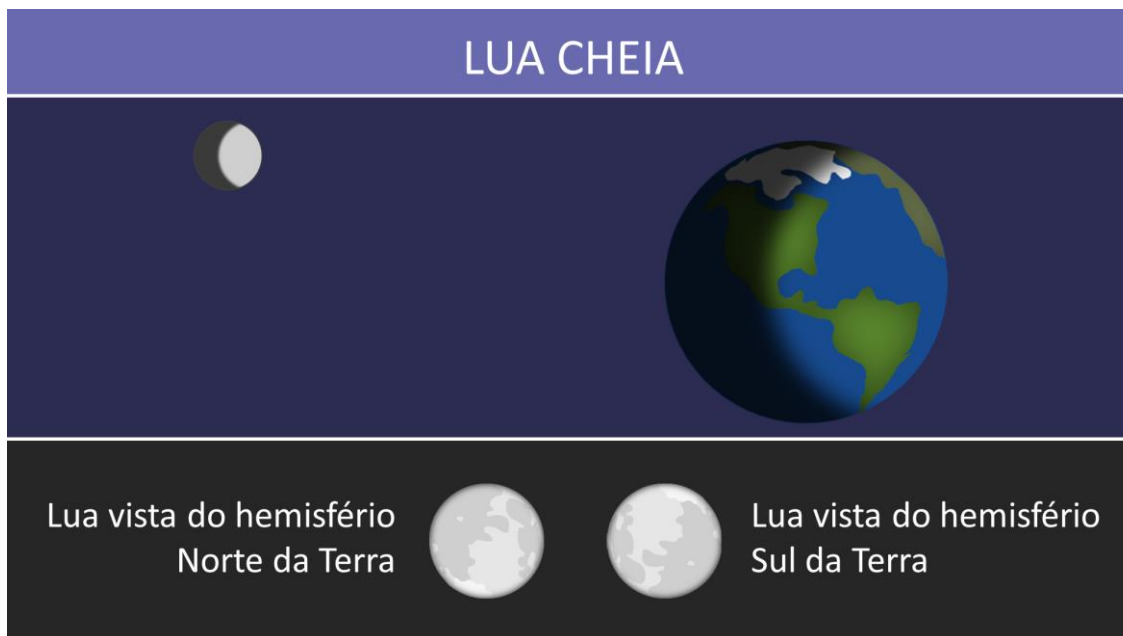 LUA CHEIA
Lua vista do hemisfério
Norte da Terra
Lua vista do hemisfério
Sul da Terra